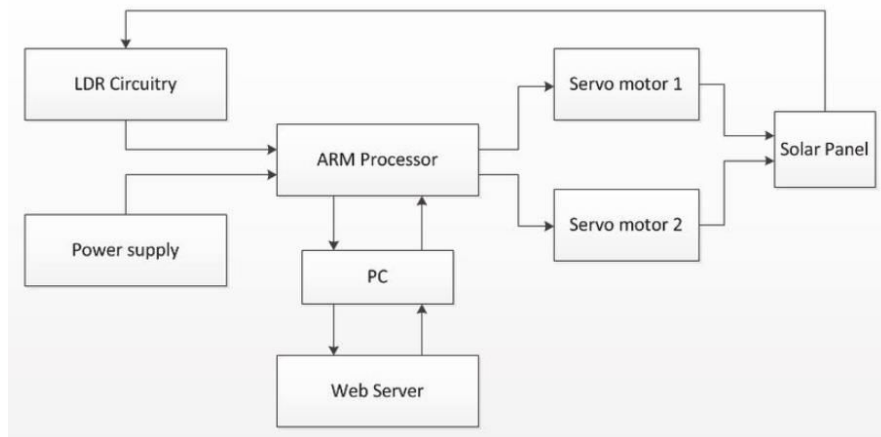 LDR Circuitry
Servo motor 1
ARM Processor
Solar Panel
Power supply
Servo motor 2
PC
Web Server